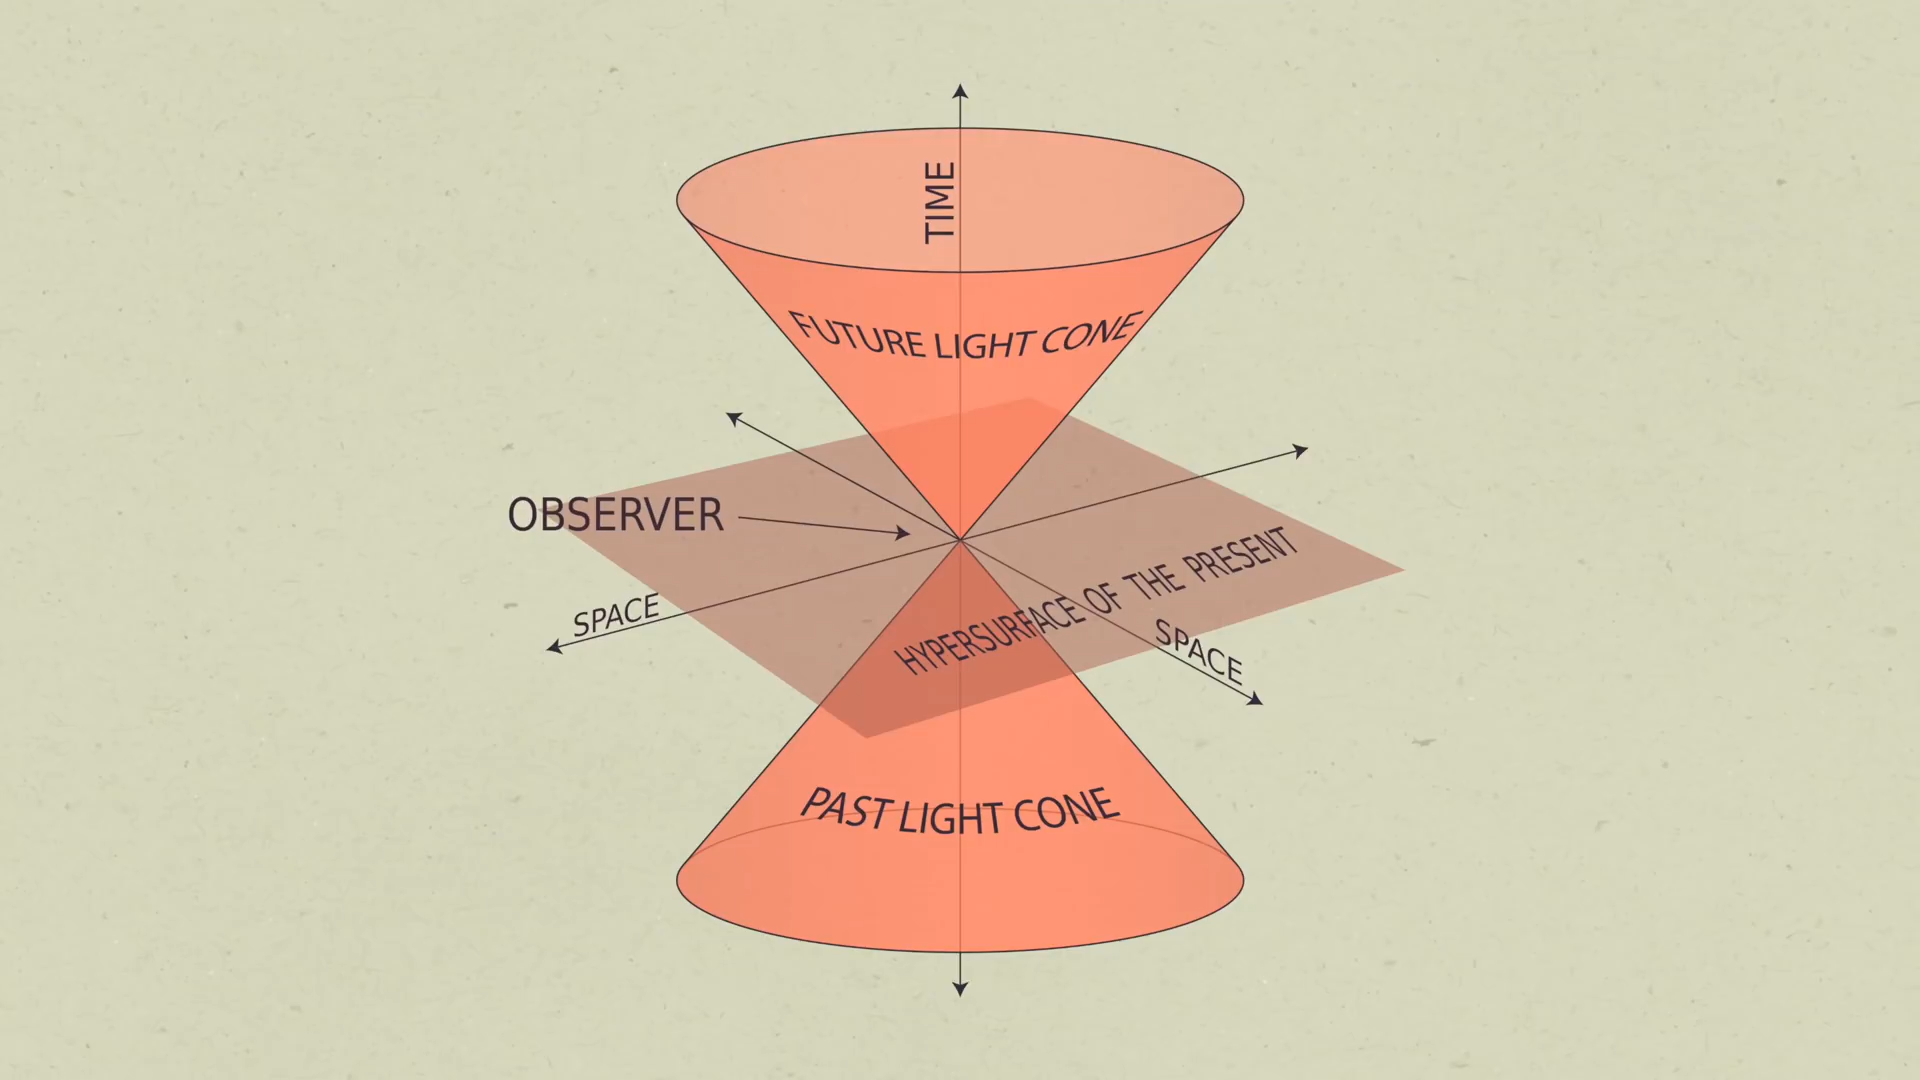 TIME
FUTURE LIGHT CONE
OBSERVER
HYPERSURFACE OF THE PRESENT
SPACE
SPACE
PAST LIGHT CONE